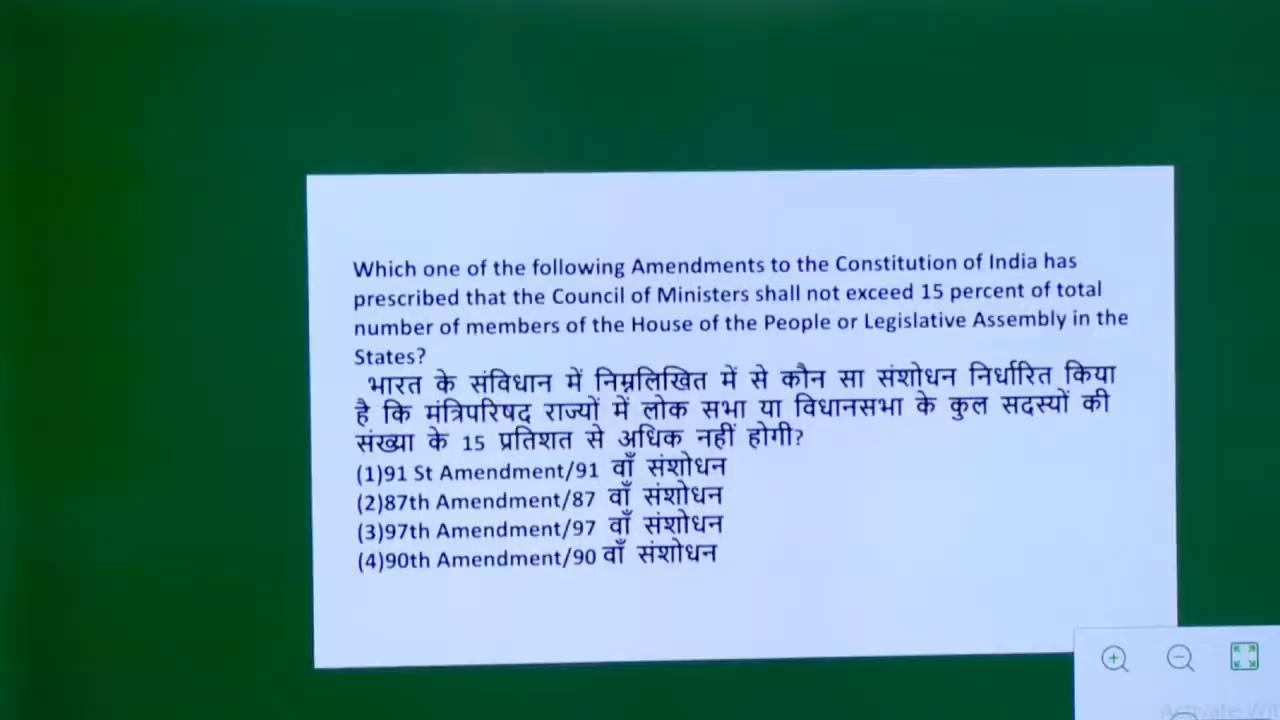 Which one of the following Amendments to the Constitution of India has
prescribed that the Council of Ministers shall not exceed 15 percent of total
number of members of the House of the People or Legislative Assembly in the
States?
भारत के संविधान में निम्नलिखित में से कौन सा संशोधन निर्धारित किया
है कि मंत्रिपरिषद राज्यों में लोक सभा या विधानसभा के कुल सदस्यों की
संख्या के 15 प्रतिशत से अधिक नहीं होगी?
(1)91 St Amendment/91 वाँ संशोधन
(2)87th Amendment/87 वाँ संशोधन
(3)97th Amendment/97 वाँ संशोधन
(4)90th Amendment/90 वाँ संशोधन